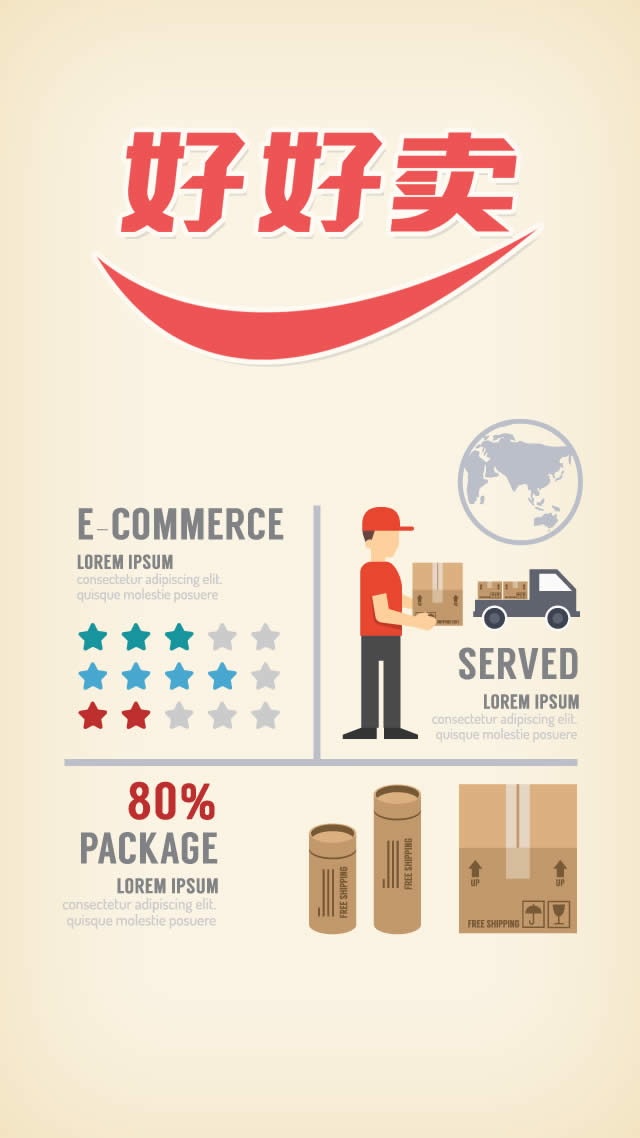 好好卖
E-COMMERCE
LOREM IPSUM
consectetur adipiscing elit.
quisque molestie posuere
SERVED
LOREM IPSUM
consectetur adipiscing elit.
quisque molestie posuere
80%
PACKAGE
LOREM IPSUM
consectetur adipiscing elit.
quisque molestie posuere
FREE SHIPPING
FREE SHIPPING
UP
UP
FREE SHIPPING